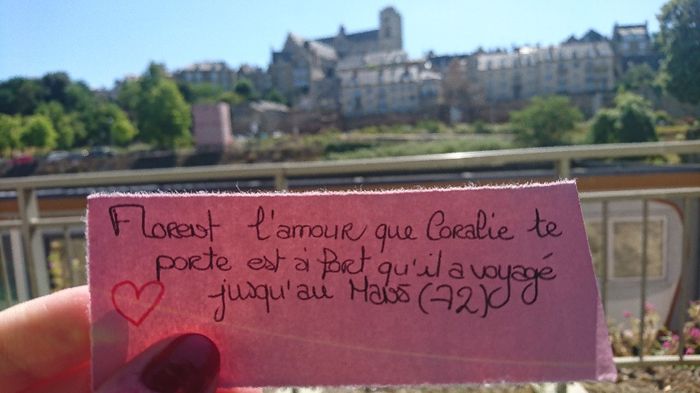 Florent l'amour que Coralie te
porte est si fort qu'il a voyagé
jusqu'au Mans (72)